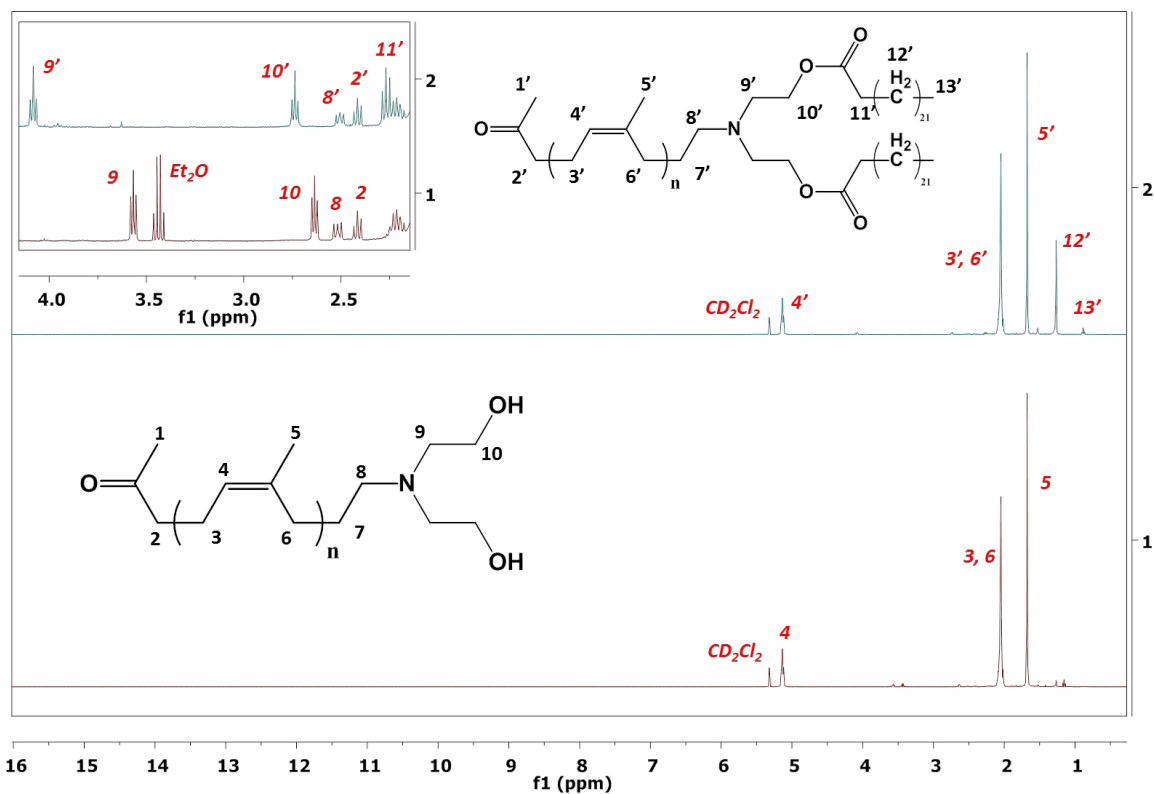 9’
10’
8’
2’
11’
2
9
Et2O
10
8
2
1
4.0 3.5 3.0 2.5
f1 (ppm)
O
O
12’
H2
C
13’
21
11’
10’
9’
1’
5’
4’
8’
N
O
2’
3’
6’
n
7’
H2
C
21
O
O
5’
2
3’, 6’
12’
CD2Cl2
4’
13’
OH
1
5
9
10
4
8
O
N
2
3
6
n
7
OH
5
1
3, 6
4
CD2Cl2
16 15 14 13 12 11 10 9 8 7 6 5 4 3 2 1
f1 (ppm)